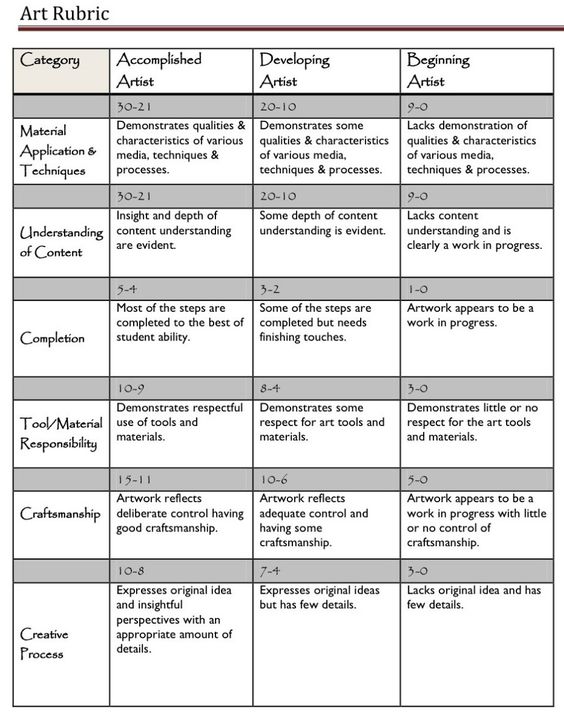 Art Rubric
Category
Accomplished
Artist
Developing
Artist
Beginning
Artist
30-21
20-10
9-0
Material
Application &
Techniques
Demonstrates qualities &
characteristics of various
media, techniques &
processes.
Demonstrates some
qualities & characteristics
of various media,
techniques & processes.
Lacks demonstration of
qualities & characteristics
of various media,
techniques & processes.
30-21
20-10
9-0
Understanding
of Content
Insight and depth of
content understanding
are evident.
Some depth of content
understanding is evident.
Lacks content
understanding and is
clearly a work in progress.
5-4
3-2
1-0
Completion
Most of the steps are
completed to the best of
student ability.
Some of the steps are
completed but needs
finishing touches.
Artwork appears to be a
work in progress.
10-9
8-4
3-0
Tool/Material
Responsibility
Demonstrates respectful
use of tools and
materials.
Demonstrates some
respect for art tools and
materials.
Demonstrates little or no
respect for the art tools
and materials.
15-11
10-6
5-0
Craftsmanship
Artwork reflects
deliberate control having
good craftsmanship.
Artwork reflects
adequate control and
having some
craftsmanship.
Artwork appears to be a
work in progress with little
or no control of
craftsmanship.
10-8
7-4
3-0
Creative
Process
Expresses original idea
and insightful
perspectives with an
appropriate amount of
details.
Expresses original ideas
but has few details.
Lacks original idea and has
few details.